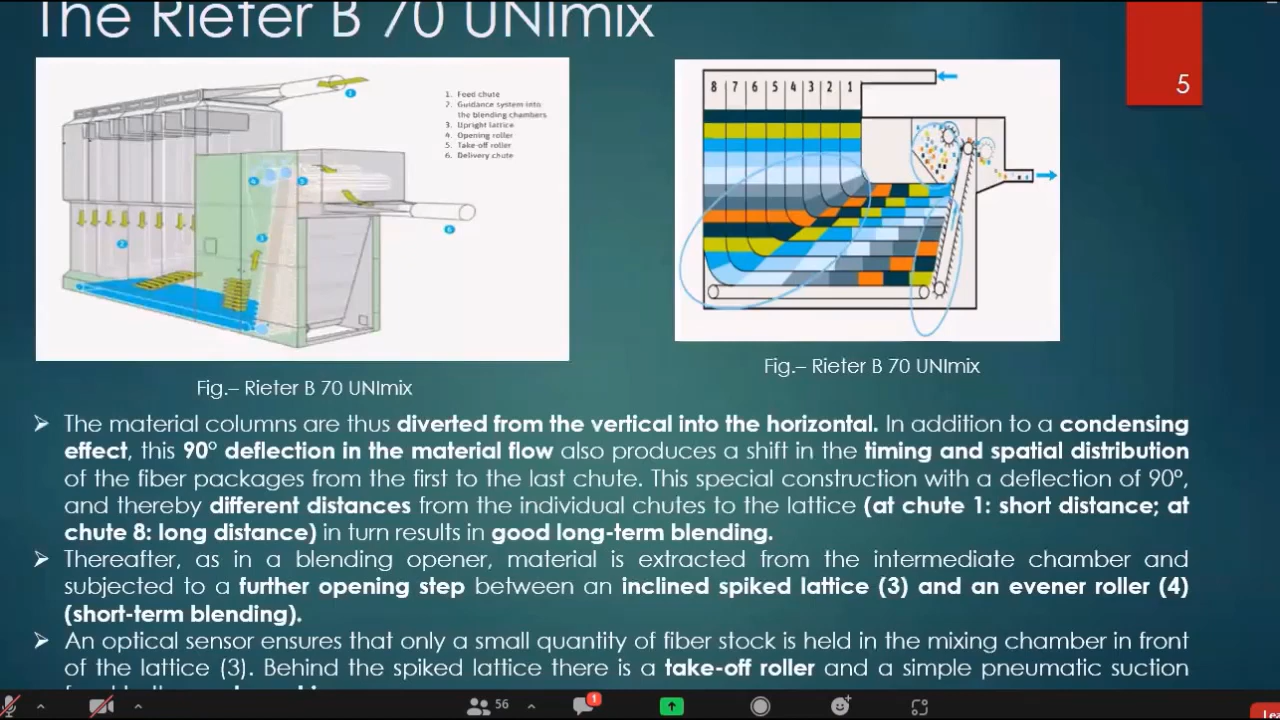 The Rieter B 70 UNImix
5
1. Feed chute
2. Guidance system into
the blending chambers
3. Upright lattice
4. Opening roller
5. Take-off roller
6. Delivery chute
8 7 6 5 4 3 2 1
Fig.– Rieter B 70 UNImix
Fig.– Rieter B 70 UNImix
The material columns are thus diverted from the vertical into the horizontal. In addition to a condensing
effect, this 90° deflection in the material flow also produces a shift in the timing and spatial distribution
of the fiber packages from the first to the last chute. This special construction with a deflection of 90°,
and thereby different distances from the individual chutes to the lattice (at chute 1: short distance; at
chute 8: long distance) in turn results in good long-term blending.
Thereafter, as in a blending opener, material is extracted from the intermediate chamber and
subjected to a further opening step between an inclined spiked lattice (3) and an evener roller (4)
(short-term blending).
An optical sensor ensures that only a small quantity of fiber stock is held in the mixing chamber in front
of the lattice (3). Behind the spiked lattice there is a take-off roller and a simple pneumatic suction
56
1